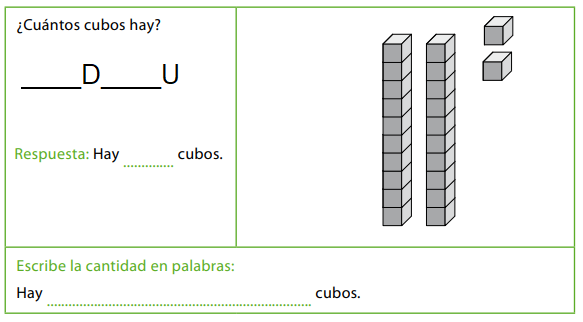 ¿Cuántos cubos hay?
_____D_____U
Respuesta: Hay .............. cubos.
Escribe la cantidad en palabras:
Hay ........................................................................ cubos.